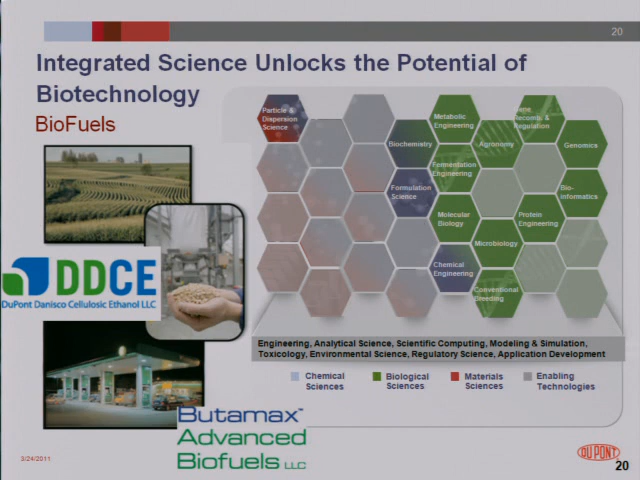 20
Integrated Science Unlocks the Potential of
Biotechnology
BioFuels
Particle &
Dispersion
Science
Metabolic
Engineering
Gene
Recomb. &
Regulation
Biochemistry
Agronomy
Genomics
Fermentation
Engineering
Formulation
Science
Bio-
informatics
Molecular
Biology
Protein
Engineering
Microbiology
Chemical
Engineering
Conventional
Breeding
DDCE
DuPont Danisco Cellulosic Ethanol LLC
Engineering, Analytical Science, Scientific Computing, Modeling & Simulation,
Toxicology, Environmental Science, Regulatory Science, Application Development
Chemical
Sciences
Biological
Sciences
Materials
Sciences
Enabling
Technologies
Butamax™
Advanced
Biofuels LLC
3/24/2011
DUPONT
20